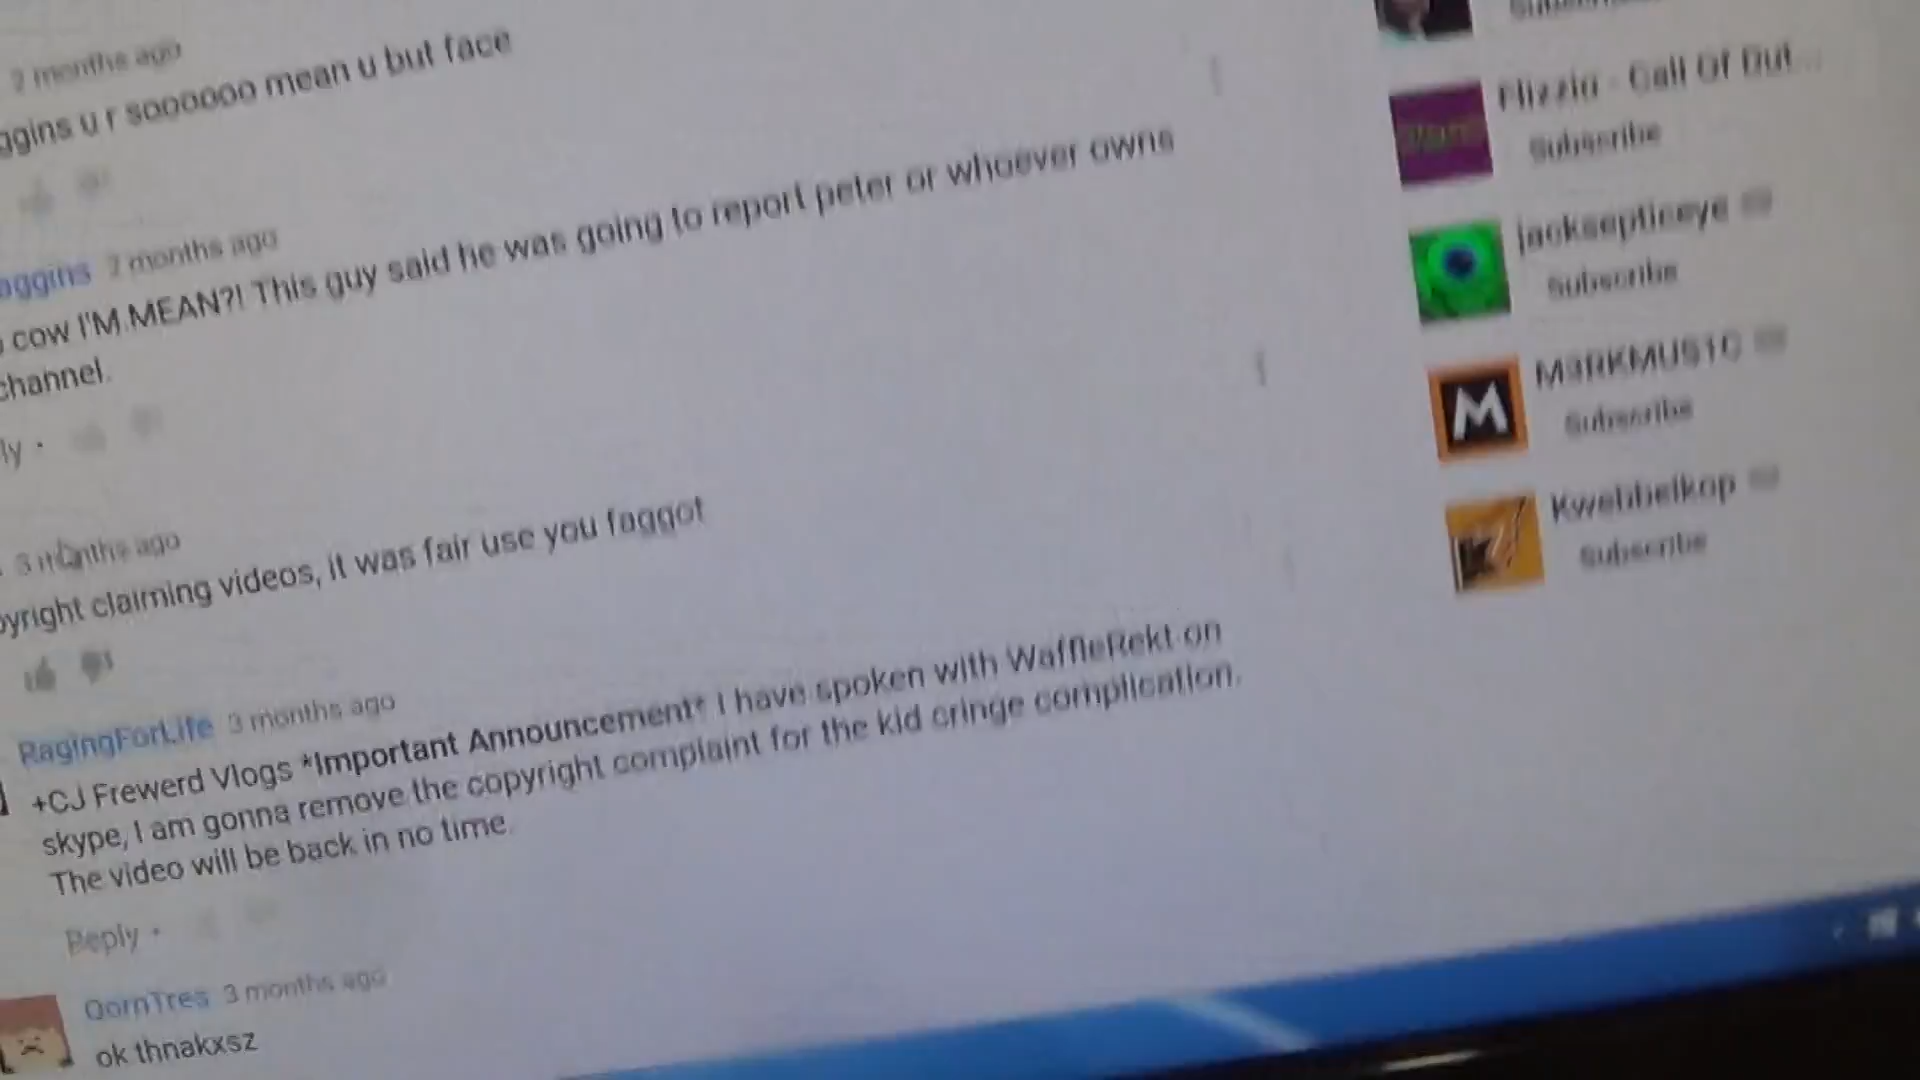 2 months ago
ggins u r soooooo mean u but face
aggins 2 months ago
cow I'M MEAN?! This guy said he was going to report peter or whoever owns
channel.
ly •
3 months ago
pyright claiming videos, it was fair use you faggot
RagingForLife 3 months ago
+CJ Frewerd Vlogs *Important Announcement* I have spoken with WaffleRekt on
skype, I am gonna remove the copyright complaint for the kid cringe complication.
The video will be back in no time.
Reply •
QornTres 3 months ago
ok thnakxsz
Subscribe
Call Of Dut...
Subscribe
jacksepticeye
Subscribe
M
M3RKMUS1C
Subscribe
Kwebbelkop
Subscribe